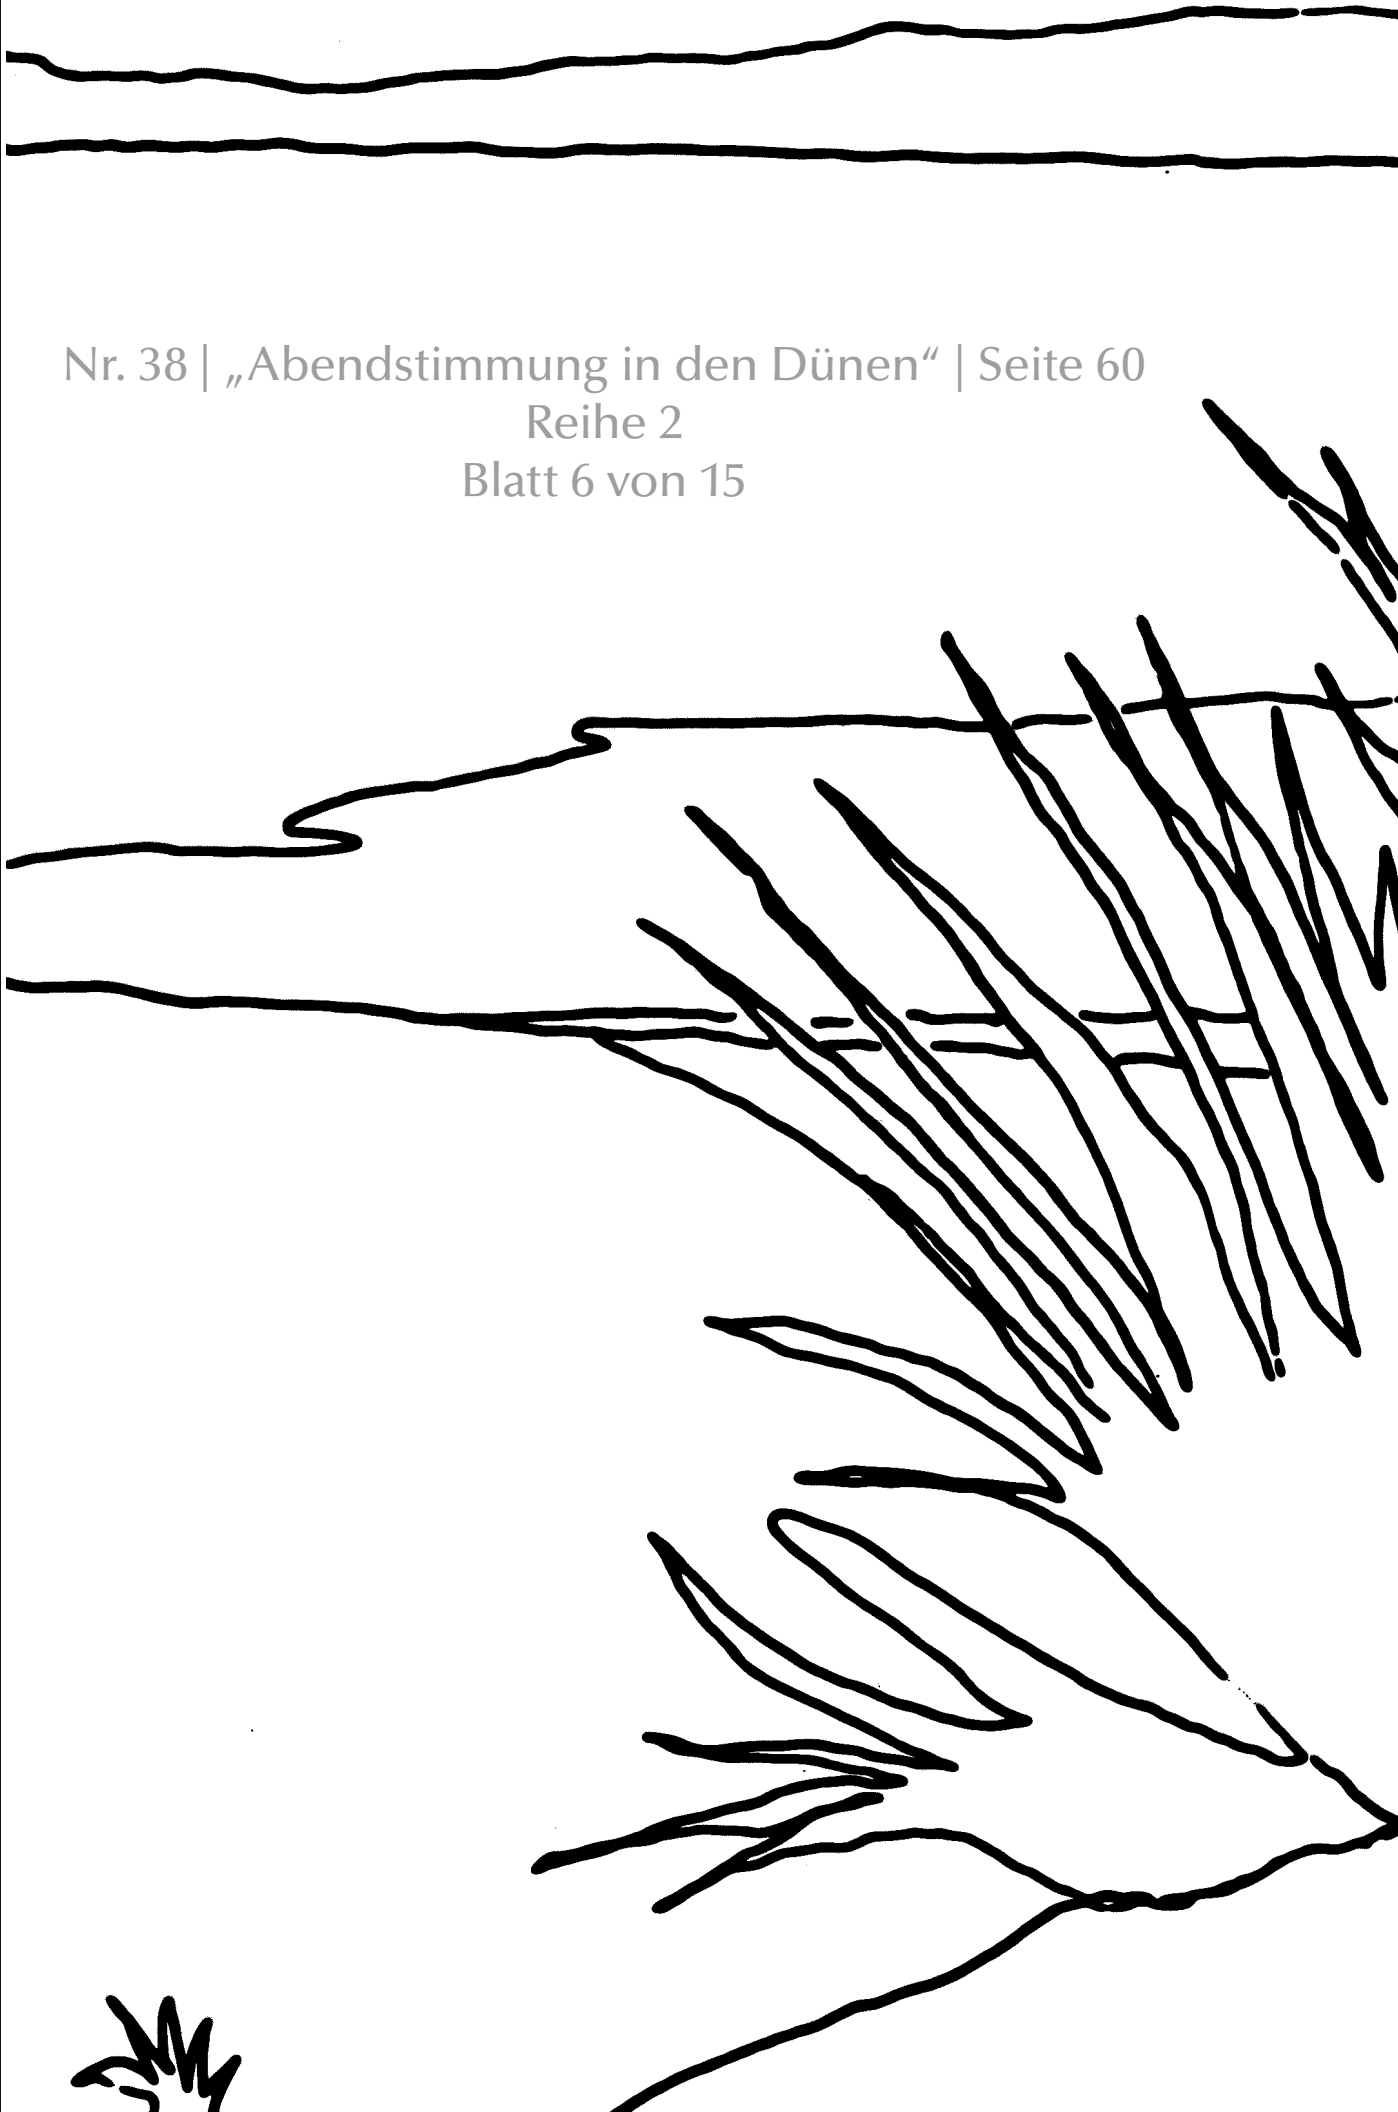 Nr. 38 | „Abendstimmung in den Dünen“ | Seite 60
Reihe 2
Blatt 6 von 15